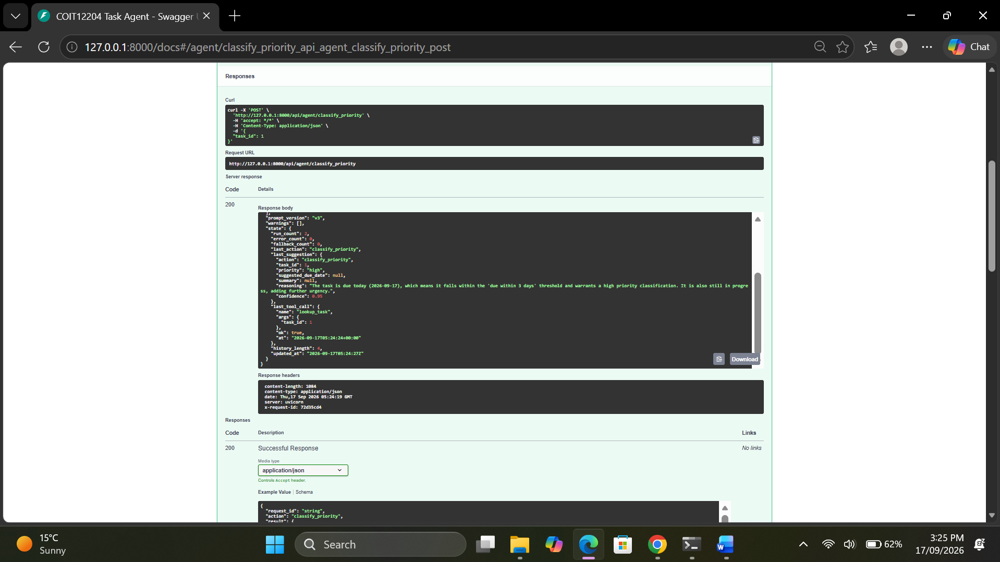 COIT12204 Task Agent - Swagger U
127.0.0.1:8000/docs#/agent/classify_priority_api_agent_classify_priority_post
Chat
Responses
Curl
curl -X 'POST' \
'http://127.0.0.1:8000/api/agent/classify_priority' \
-H 'accept: */*' \
-H 'Content-Type: application/json' \
-d '{
"task_id": 1
}'
Request URL
http://127.0.0.1:8000/api/agent/classify_priority
Server response
Code Details
200
Response body
],
"prompt_version": "v3",
"warnings": [],
"state": {
"run_count": 2,
"error_count": 0,
"fallback_count": 0,
"last_action": "classify_priority",
"last_suggestion": {
"action": "classify_priority",
"task_id": 1,
"priority": "high",
"suggested_due_date": null,
"summary": null,
"reasoning": "The task is due today (2026-09-17), which means it falls within the 'due within 3 days' threshold and warrants a high priority classification. It is also still in progre
ss, adding further urgency.",
"confidence": 0.95
},
"last_tool_call": {
"name": "lookup_task",
"args": {
"task_id": 1
},
"ok": true,
"at": "2026-09-17T05:24:24+00:00"
},
"history_length": 4,
"updated_at": "2026-09-17T05:24:27Z"
}
}
Download
Response headers
content-length: 1084
content-type: application/json
date: Thu,17 Sep 2026 05:24:19 GMT
server: uvicorn
x-request-id: 72d35cd4
Responses
Code Description Links
200 Successful Response No links
Media type
application/json
Controls Accept header.
Example Value | Schema
{
"request_id": "string",
"action": "classify_priority",
"result": {
15°C
Sunny
Search
62%
3:25 PM
17/09/2026